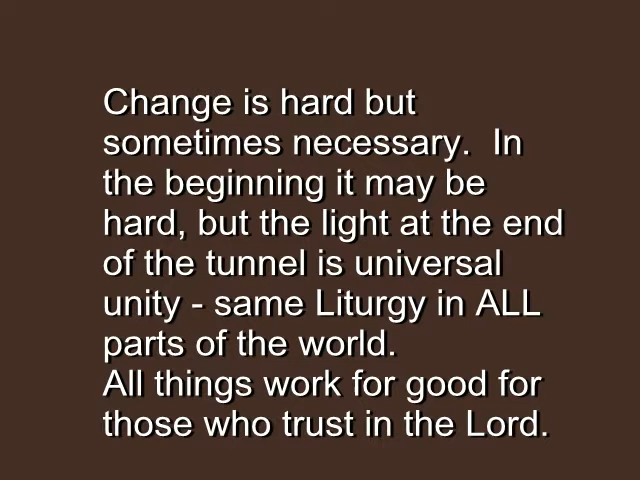 Change is hard but
sometimes necessary.  In
the beginning it may be
hard, but the light at the end
of the tunnel is universal
unity - same Liturgy in ALL
parts of the world.
All things work for good for
those who trust in the Lord.